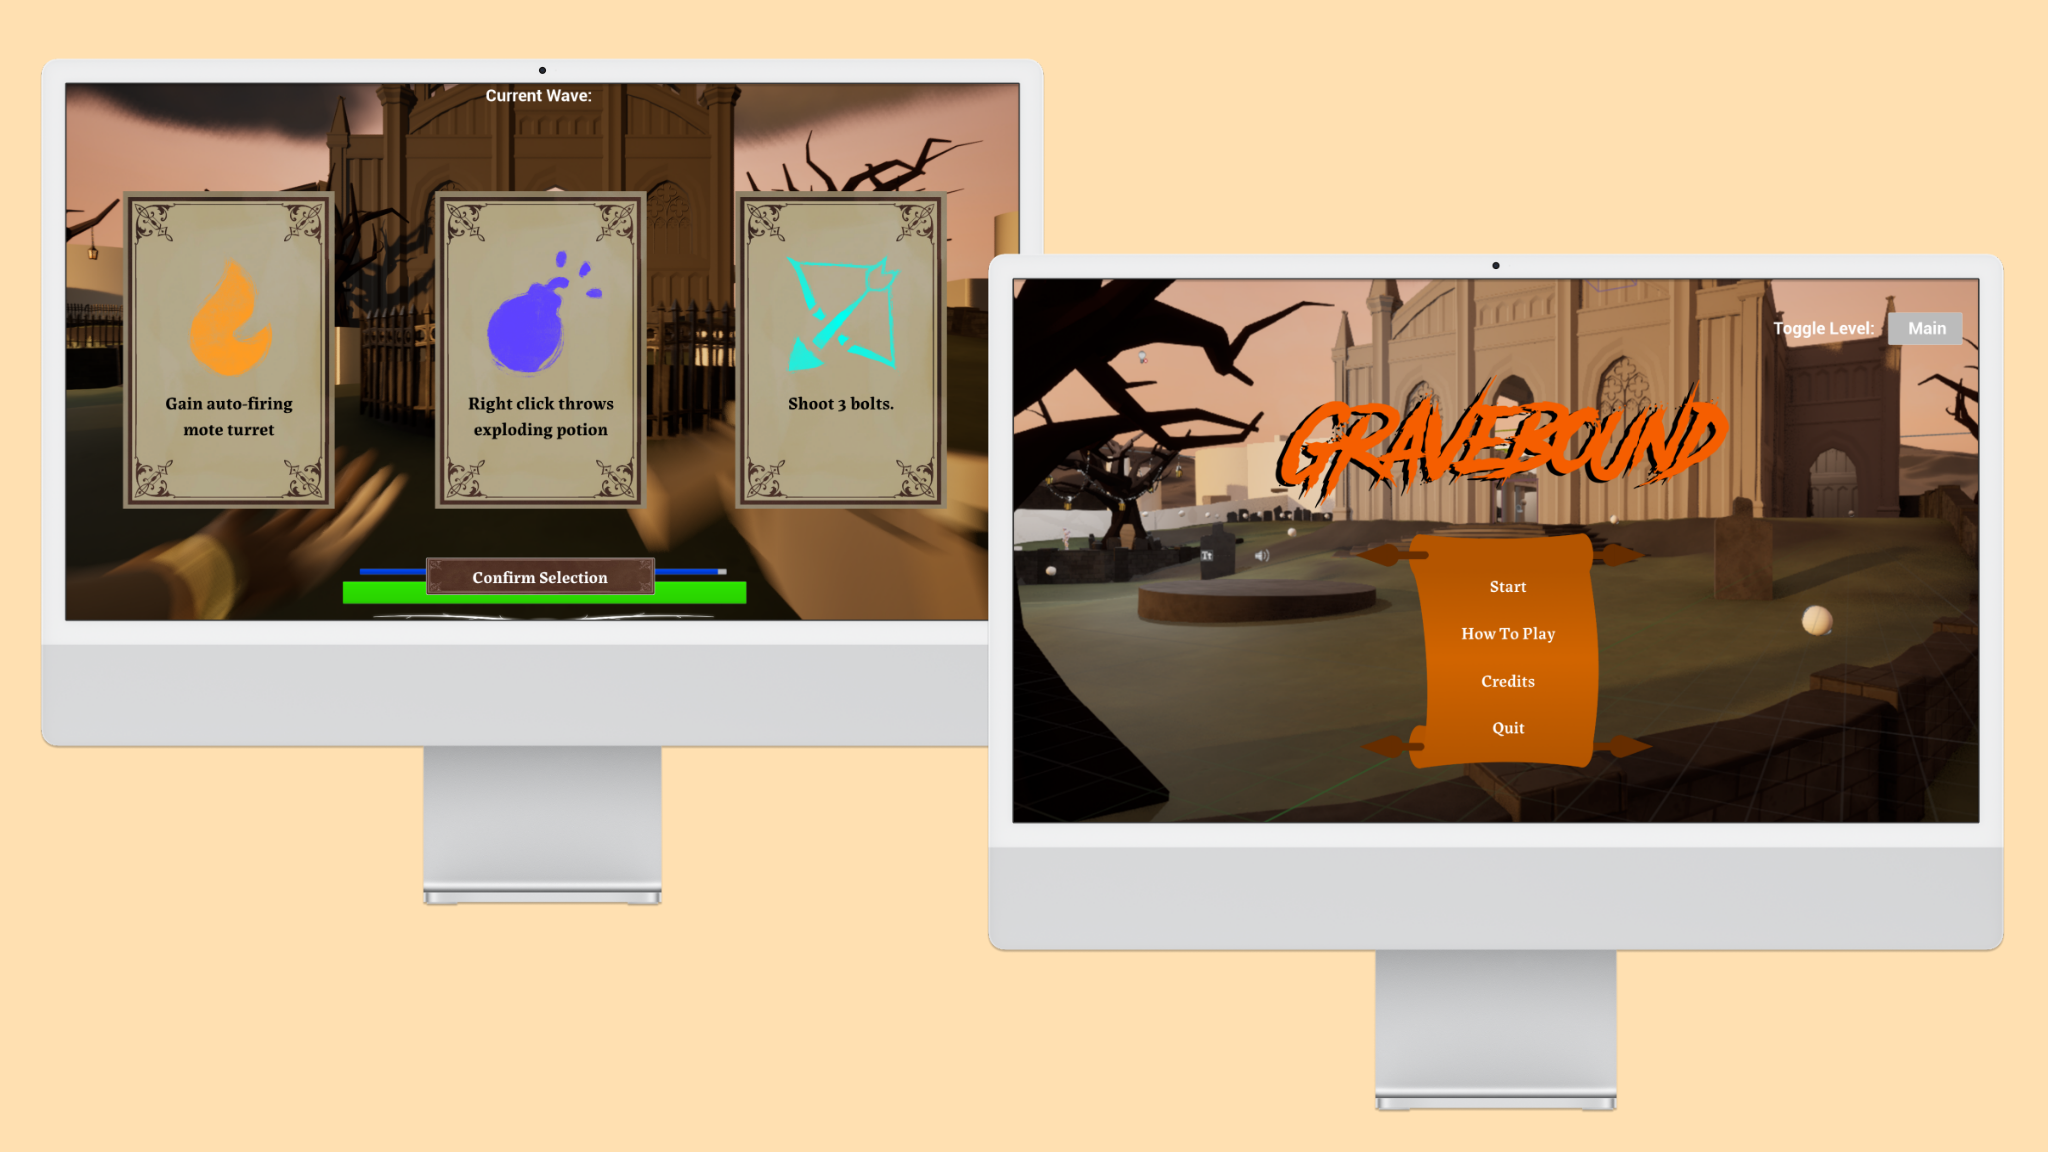 Current Wave:
Gain auto-firing
mote turret
Right click throws
exploding potion
Shoot 3 bolts.
Confirm Selection
Toggle Level:
Main
GRAVEBOUND
Tt
Start
How To Play
Credits
Quit